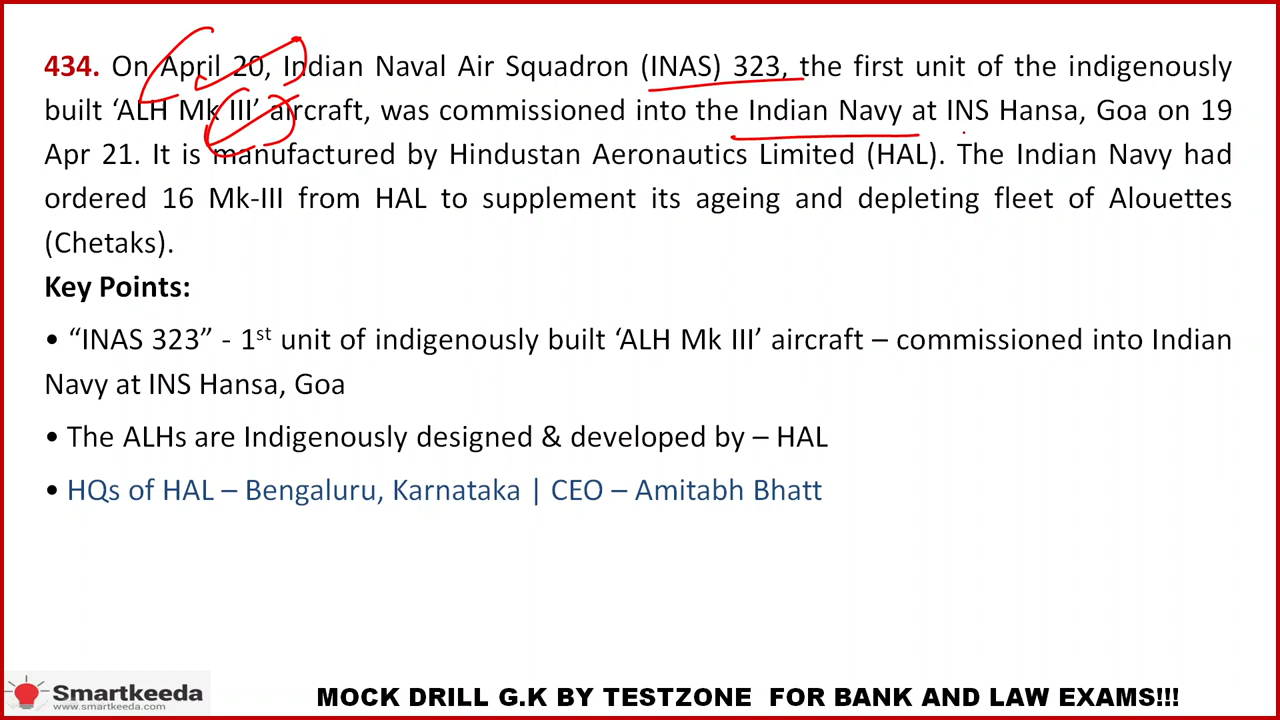 434. On April 20, Indian Naval Air Squadron (INAS) 323, the first unit of the indigenously
built ‘ALH Mk III’ aircraft, was commissioned into the Indian Navy at INS Hansa, Goa on 19
Apr 21. It is manufactured by Hindustan Aeronautics Limited (HAL). The Indian Navy had
ordered 16 Mk-III from HAL to supplement its ageing and depleting fleet of Alouettes
(Chetaks).
Key Points:
• “INAS 323” - 1st unit of indigenously built ‘ALH Mk III’ aircraft – commissioned into Indian
Navy at INS Hansa, Goa
• The ALHs are Indigenously designed & developed by – HAL
• HQs of HAL – Bengaluru, Karnataka | CEO – Amitabh Bhatt
Smartkeeda
www.smartkeeda.com
MOCK DRILL G.K BY TESTZONE FOR BANK AND LAW EXAMS!!!